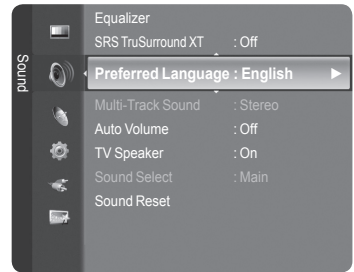 Sound
Equalizer
SRS TruSurround XT : Off
Preferred Language : English
Multi-Track Sound : Stereo
Auto Volume : Off
TV Speaker : On
Sound Select : Main
Sound Reset